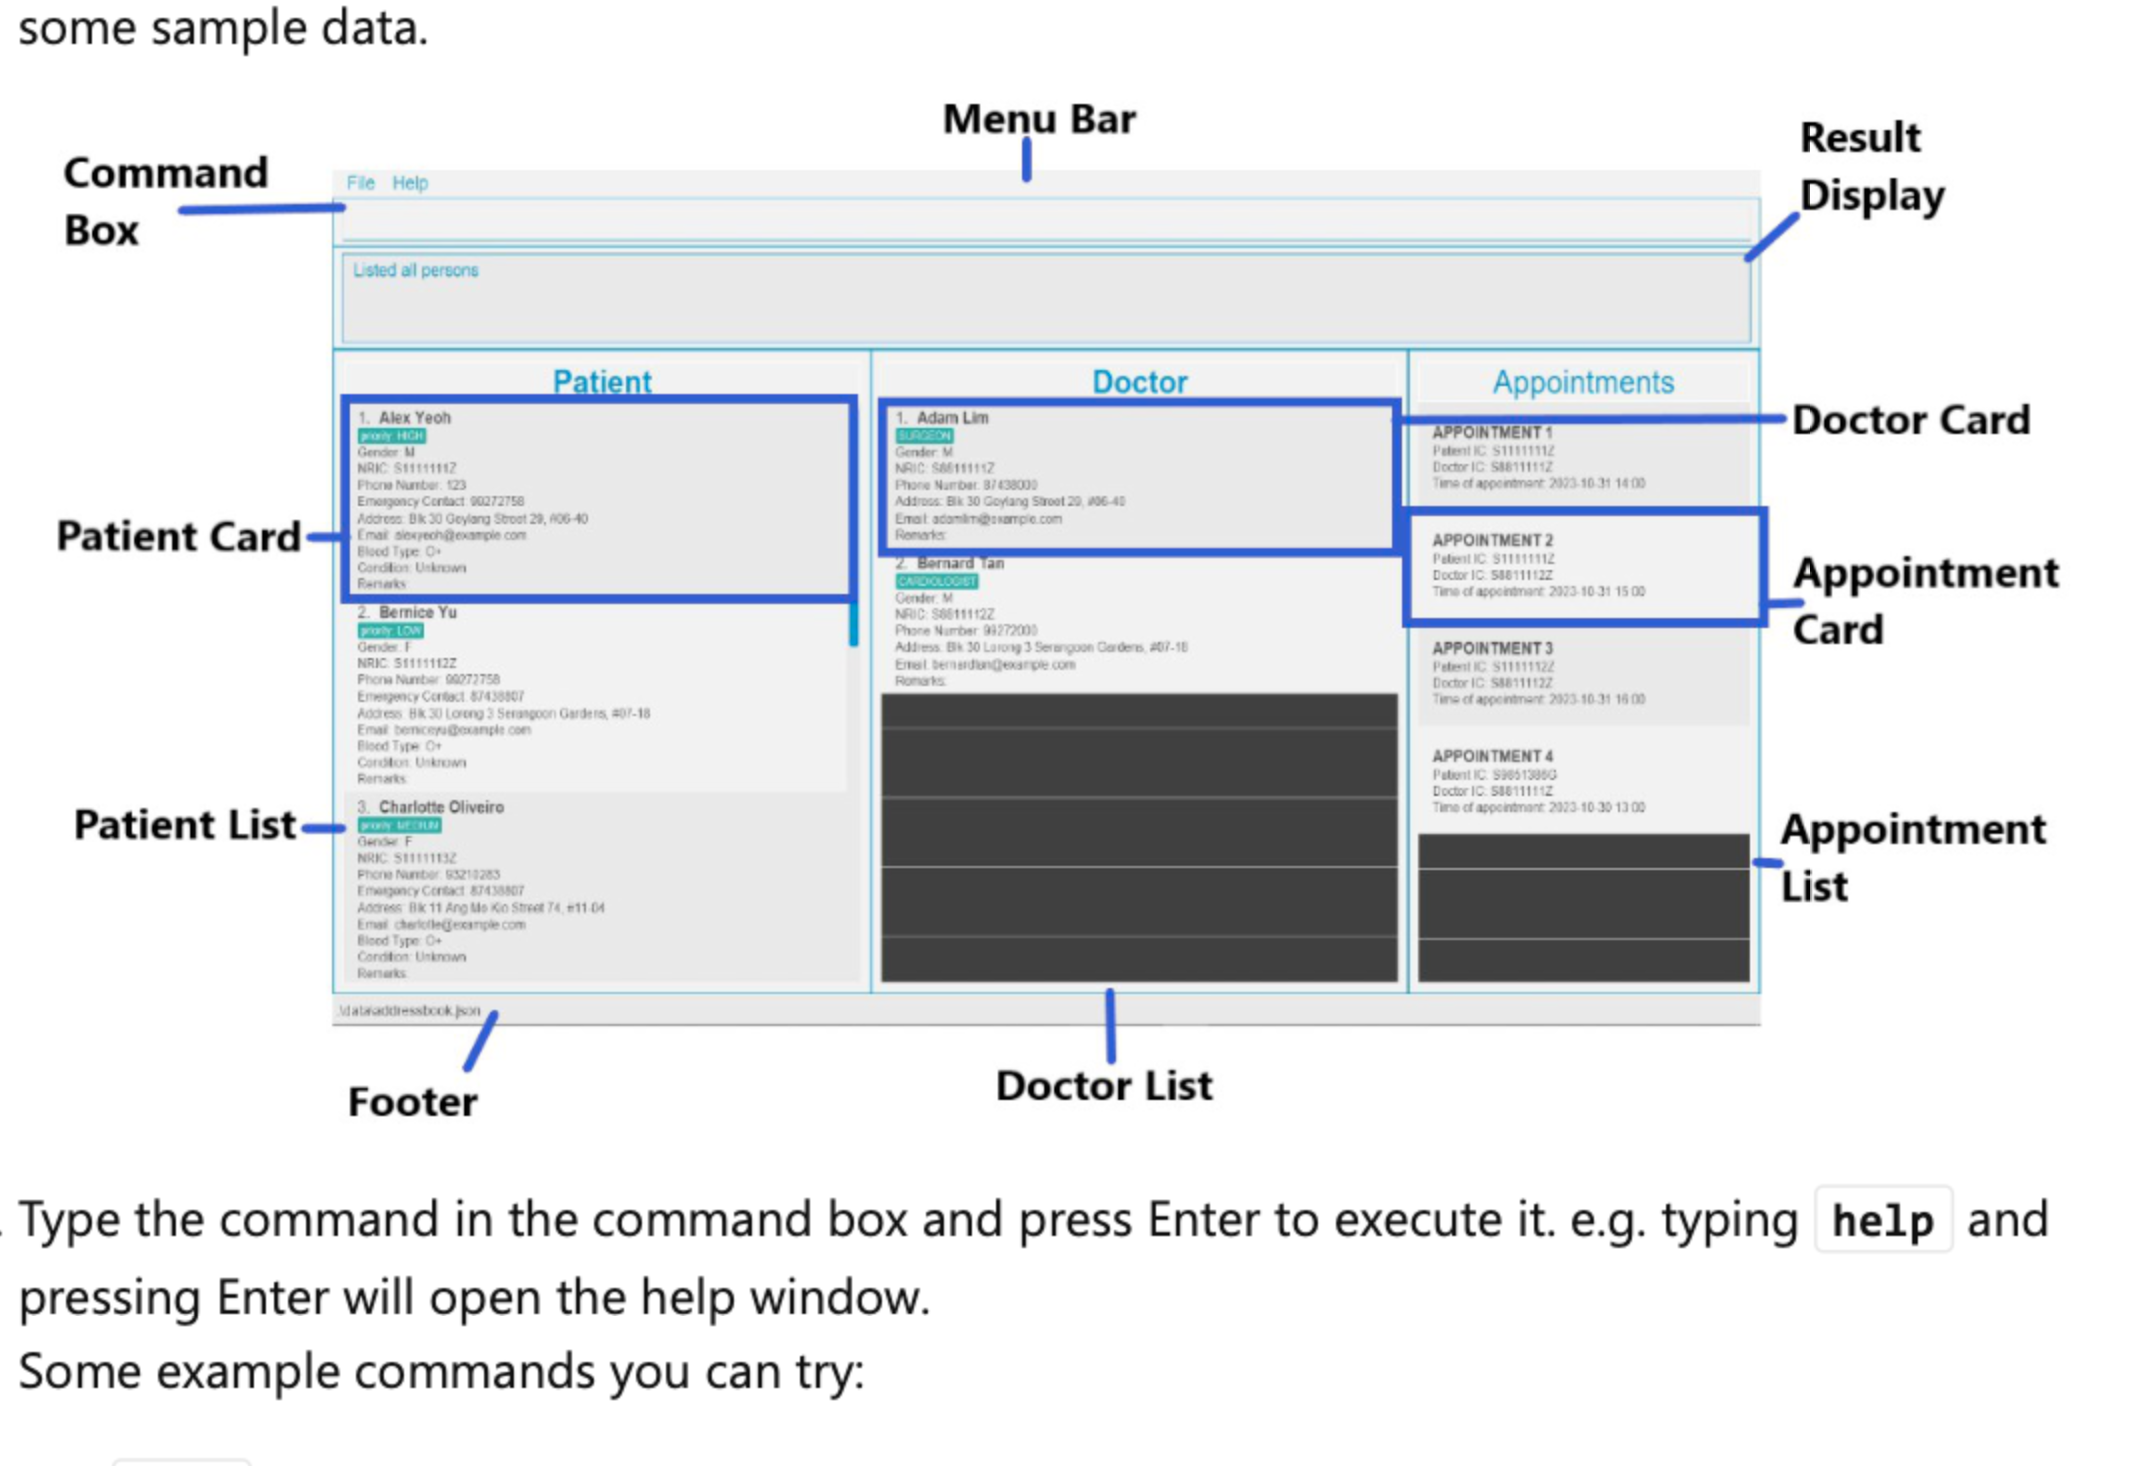 some sample data.
Menu Bar
Result
Display
Command
Box
File Help
Listed all persons
Patient
Doctor
Appointments
1. Alex Yeoh
priority: HIGH
Gender: M
NRIC: S1111111Z
Phone Number: 123
Emergency Contact: 99272758
Address: Blk 30 Geylang Street 29, #06-40
Email: alexyeoh@example.com
Blood Type: O+
Condition: Unknown
Remarks:
2. Bernice Yu
priority: LOW
Gender: F
NRIC: S1111112Z
Phone Number: 99272758
Emergency Contact: 87438807
Address: Blk 30 Lorong 3 Serangoon Gardens, #07-18
Email: berniceyu@example.com
Blood Type: O+
Condition: Unknown
Remarks:
3. Charlotte Oliveiro
priority: MEDIUM
Gender: F
NRIC: S1111113Z
Phone Number: 93210283
Emergency Contact: 87438807
Address: Blk 11 Ang Mo Kio Street 74, #11-04
Email: charlotte@example.com
Blood Type: O+
Condition: Unknown
Remarks:
1. Adam Lim
SURGEON
Gender: M
NRIC: S8811111Z
Phone Number: 87438000
Address: Blk 30 Geylang Street 29, #06-40
Email: adamlim@example.com
Remarks:
2. Bernard Tan
CARDIOLOGIST
Gender: M
NRIC: S8811112Z
Phone Number: 99272000
Address: Blk 30 Lorong 3 Serangoon Gardens, #07-18
Email: bernardtan@example.com
Remarks:
APPOINTMENT 1
Patient IC: S1111111Z
Doctor IC: S8811111Z
Time of appointment: 2023-10-31 14:00
APPOINTMENT 2
Patient IC: S1111111Z
Doctor IC: S8811112Z
Time of appointment: 2023-10-31 15:00
APPOINTMENT 3
Patient IC: S1111112Z
Doctor IC: S8811112Z
Time of appointment: 2023-10-31 16:00
APPOINTMENT 4
Patient IC: S9851386G
Doctor IC: S8811111Z
Time of appointment: 2023-10-30 13:00
Doctor Card
Patient Card
Appointment
Card
Patient List
Appointment
List
.\data\addressbook.json
Footer
Doctor List
Type the command in the command box and press Enter to execute it. e.g. typing help and
pressing Enter will open the help window.
Some example commands you can try: